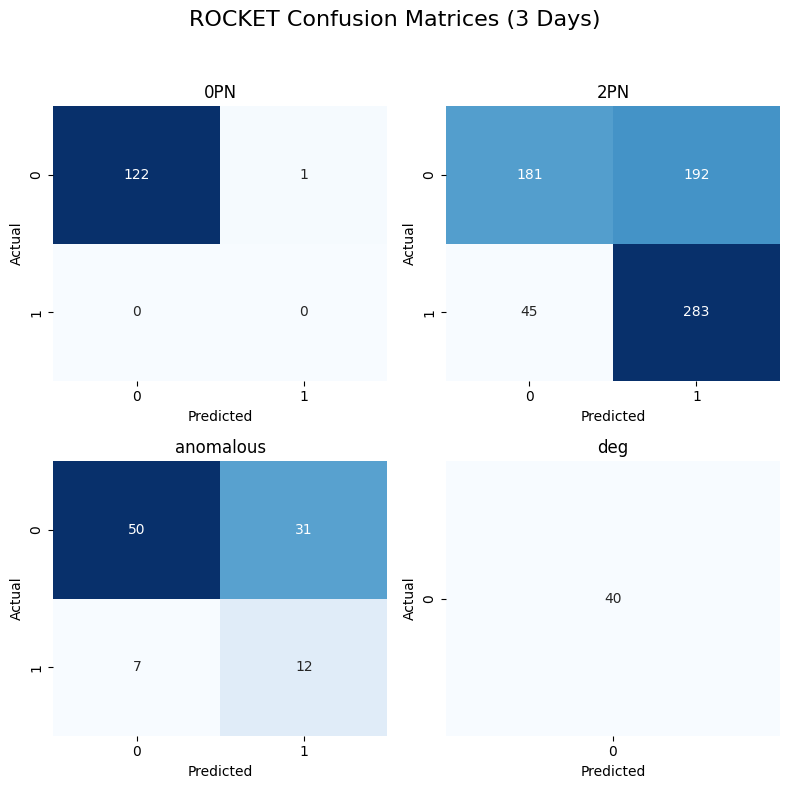 ROCKET Confusion Matrices (3 Days)
0PN
2PN
0
122
1
0
181
192
Actual
Actual
1
0
0
1
45
283
0
1
0
1
Predicted
Predicted
anomalous
deg
0
50
31
Actual
1
7
12
0
1
Predicted
Actual
0
40
0
Predicted